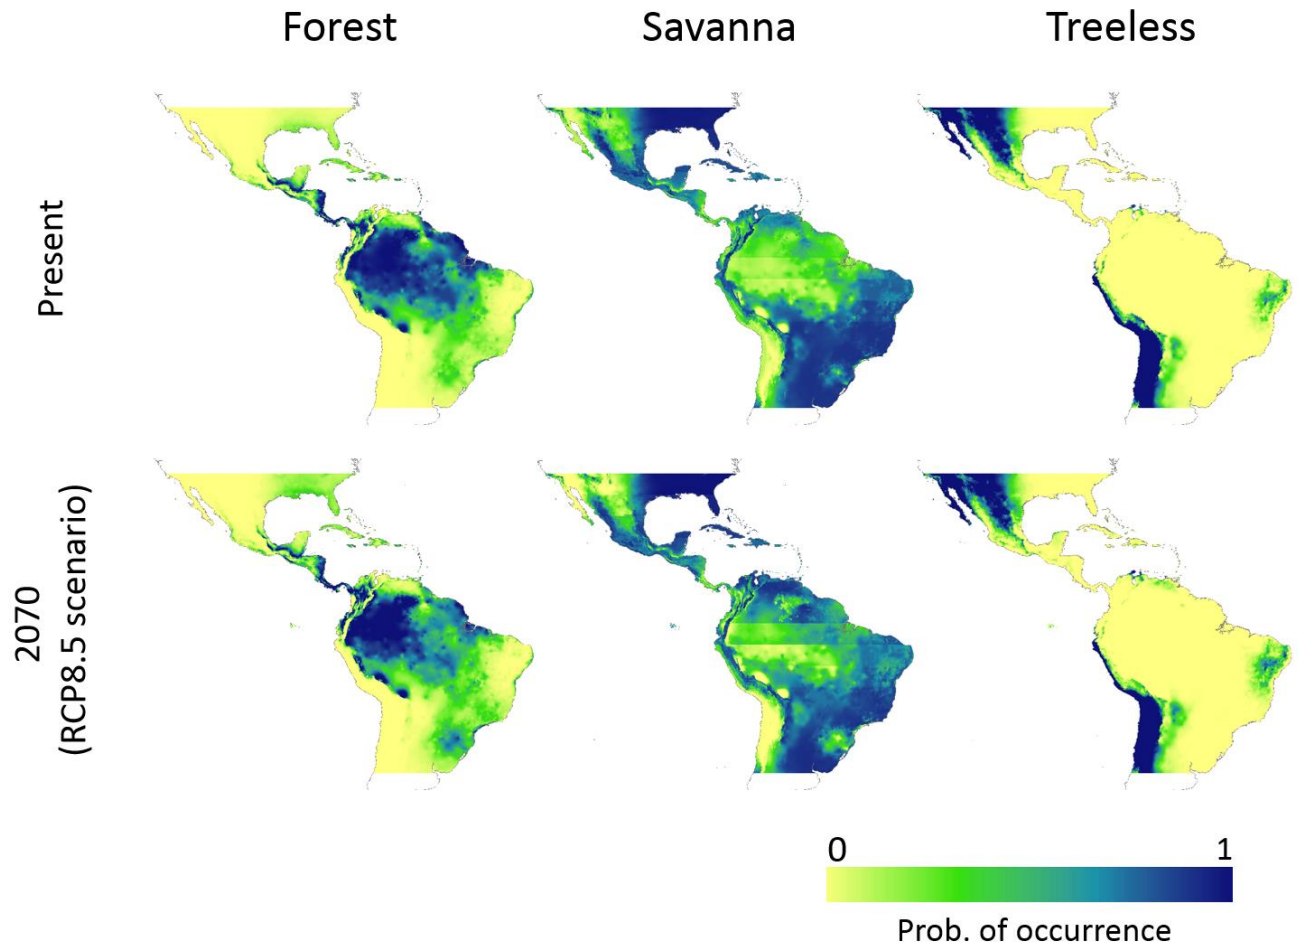 Forest Savanna Treeless
Present
2070
(RCP8.5 scenario)
0 1
Prob. of occurrence